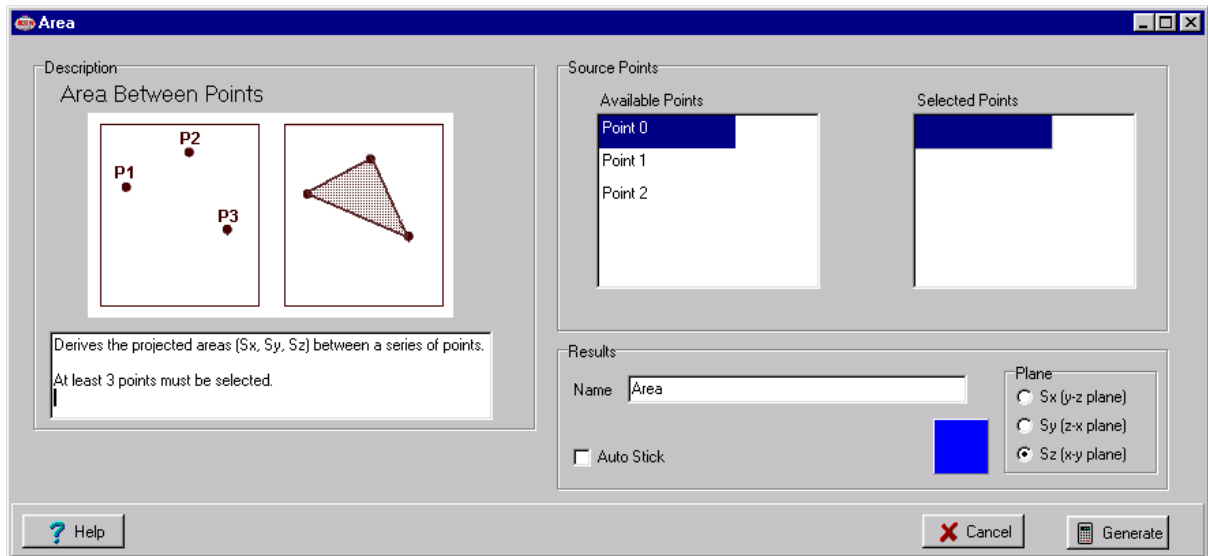 Area
Description
Area Between Points
P2
P1
P3
Derives the projected areas (Sx, Sy, Sz) between a series of points.
At least 3 points must be selected.
Source Points
Available Points
Selected Points
Point 0
Point 1
Point 2
Results
Name
Area
Auto Stick
Plane
Sx (y-z plane)
Sy (z-x plane)
Sz (x-y plane)
Help
Cancel
Generate